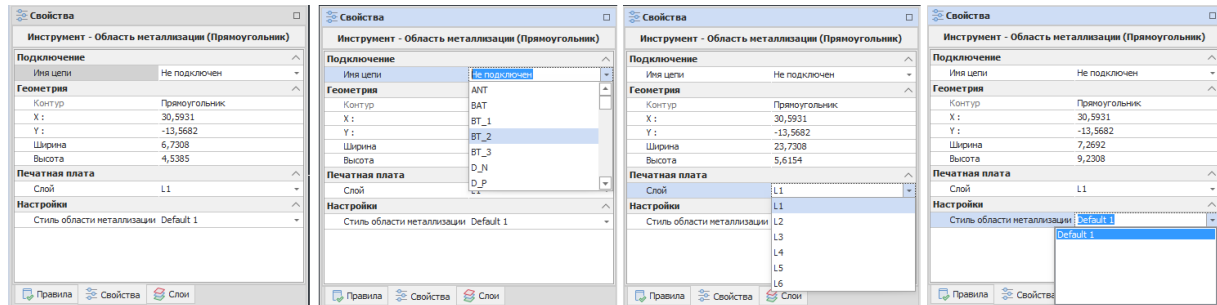 Свойства
Инструмент - Область металлизации (Прямоугольник)
Подключение
Имя цепи Не подключен
Геометрия
Контур Прямоугольник
X : 30,5931
Y : -13,5682
Ширина 6,7308
Высота 4,5385
Печатная плата
Слой L1
Настройки
Стиль области металлизации Default 1
Правила Свойства Слои
Свойства
Инструмент - Область металлизации (Прямоугольник)
Подключение
Имя цепи Не подключен
Геометрия
Контур
X :
Y :
Ширина
Высота
Печатная плата
Слой
ANT
BAT
BT_1
BT_2
BT_3
D_N
D_P
Настройки
Стиль области металлизации Default 1
Правила Свойства Слои
Свойства
Инструмент - Область металлизации (Прямоугольник)
Подключение
Имя цепи Не подключен
Геометрия
Контур Прямоугольник
X : 30,5931
Y : -13,5682
Ширина 23,7308
Высота 5,6154
Печатная плата
Слой L1
L1
L2
L3
L4
L5
L6
Настройки
Стиль области металлизации
Правила Свойства Слои
Свойства
Инструмент - Область металлизации (Прямоугольник)
Подключение
Имя цепи Не подключен
Геометрия
Контур Прямоугольник
X : 30,5931
Y : -13,5682
Ширина 7,2692
Высота 9,2308
Печатная плата
Слой L1
Настройки
Стиль области металлизации Default 1
Default 1
Правила Свойства